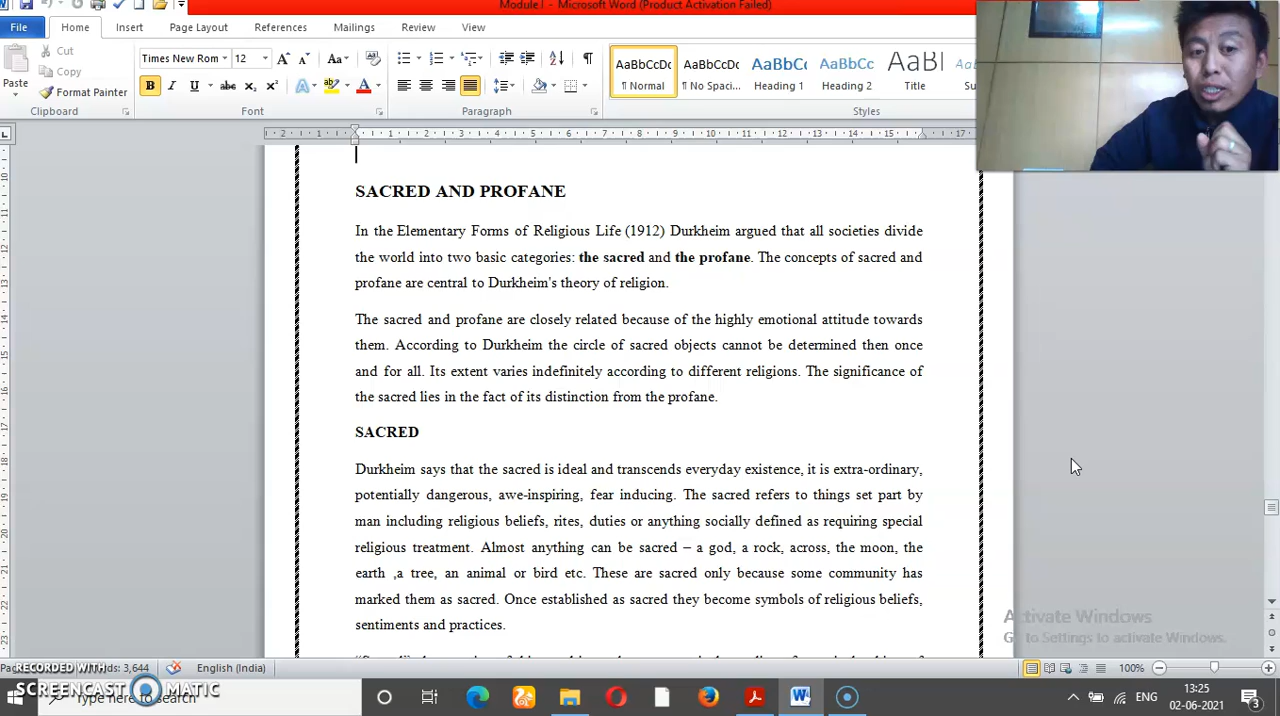 Module I - Microsoft Word (Product Activation Failed)
File Home Insert Page Layout References Mailings Review View
Cut
Copy
Format Painter
Paste
Times New Rom 12
Clipboard Font Paragraph Styles
AaBbCcDc AaBbCcDc AaBbCc AaBbCc AaBl
¶ Normal ¶ No Spaci... Heading 1 Heading 2 Title
SACRED AND PROFANE
In the Elementary Forms of Religious Life (1912) Durkheim argued that all societies divide
the world into two basic categories: the sacred and the profane. The concepts of sacred and
profane are central to Durkheim's theory of religion.
The sacred and profane are closely related because of the highly emotional attitude towards
them. According to Durkheim the circle of sacred objects cannot be determined then once
and for all. Its extent varies indefinitely according to different religions. The significance of
the sacred lies in the fact of its distinction from the profane.
SACRED
Durkheim says that the sacred is ideal and transcends everyday existence, it is extra-ordinary,
potentially dangerous, awe-inspiring, fear inducing. The sacred refers to things set part by
man including religious beliefs, rites, duties or anything socially defined as requiring special
religious treatment. Almost anything can be sacred – a god, a rock, across, the moon, the
earth ,a tree, an animal or bird etc. These are sacred only because some community has
marked them as sacred. Once established as sacred they become symbols of religious beliefs,
sentiments and practices.
Activate Windows
Go to Settings to activate Windows.
3,644 English (India) 100%
RECORDED WITH
SCREENCAST MATIC
here to search
ENG 13:25
02-06-2021
3